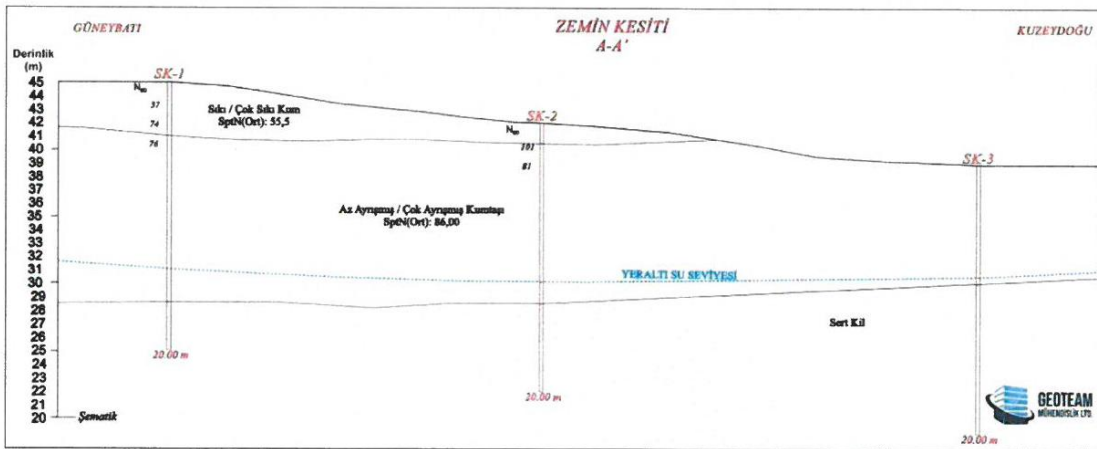 GÜNEYBATI
ZEMİN KESİTİ
A-A'
KUZEYDOĞU
Derinlik
(m)
SK-1
SK-2
SK-3
45
44
43
42
41
40
39
38
37
36
35
34
33
32
31
30
29
28
27
26
25
24
23
22
21
20
N60
37
74
76
Sıkı / Çok Sıkı Kum
SptN(Ort): 55,5
N60
101
81
Az Ayrışmış / Çok Ayrışmış Kumtaşı
SptN(Ort): 86,00
YERALTI SU SEVİYESİ
Sert Kil
20.00 m
20.00 m
20.00 m
Şematik
GEOTEAM
MÜHENDİSLİK LTD.